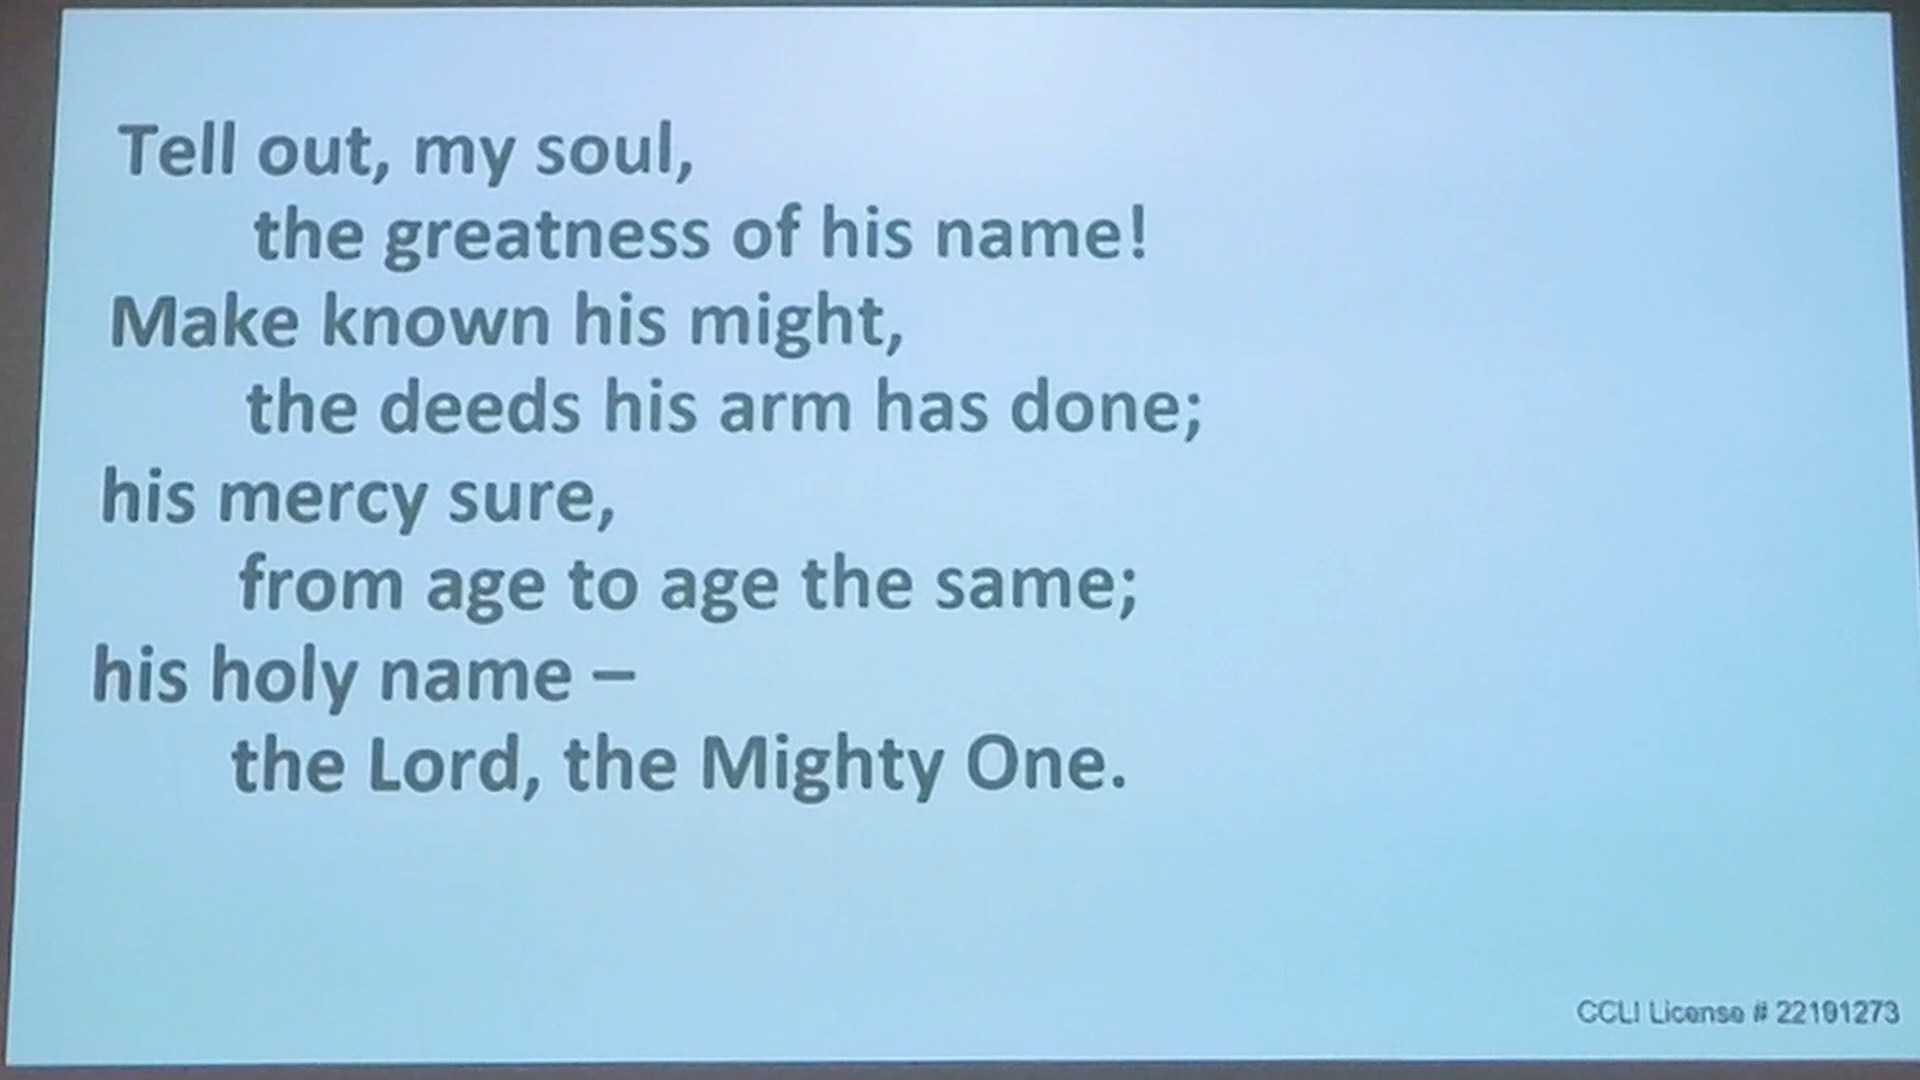 Tell out, my soul,
the greatness of his name!
Make known his might,
the deeds his arm has done;
his mercy sure,
from age to age the same;
his holy name –
the Lord, the Mighty One.
CCLI License # 22191273